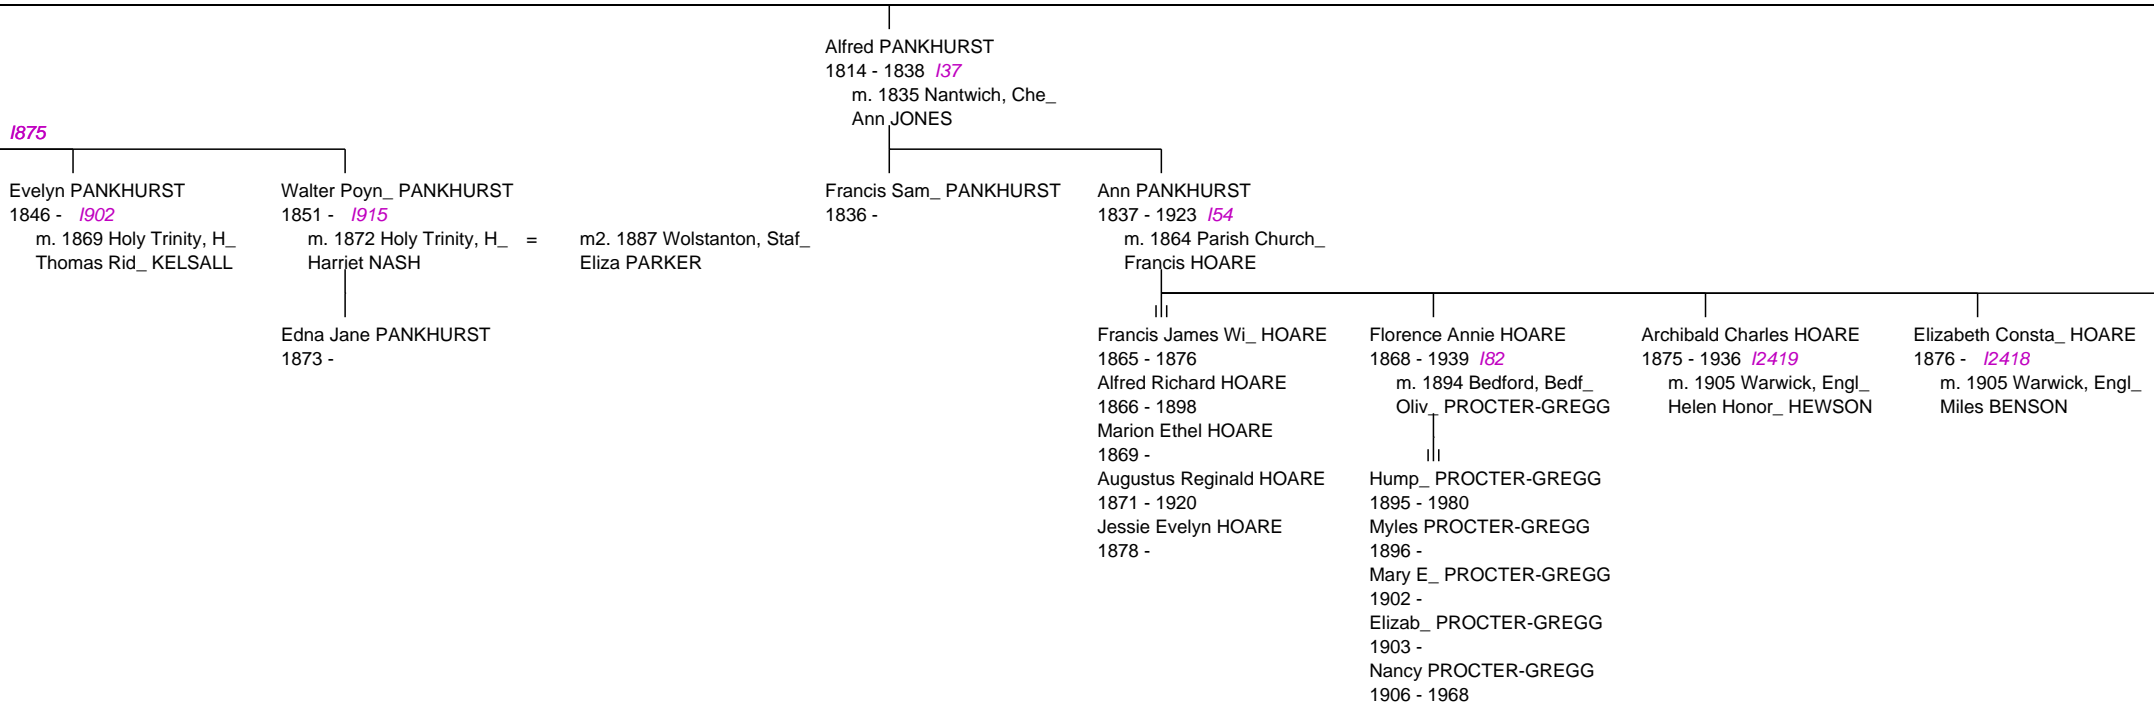 Alfred PANKHURST
1814 - 1838 I37
m. 1835 Nantwich, Che_
Ann JONES
I875
Evelyn PANKHURST
1846 - I902
m. 1869 Holy Trinity, H_
Thomas Rid_ KELSALL
Walter Poyn_ PANKHURST
1851 - I915
m. 1872 Holy Trinity, H_ =
Harriet NASH
m2. 1887 Wolstanton, Staf_
Eliza PARKER
Edna Jane PANKHURST
1873 -
Francis Sam_ PANKHURST
1836 -
Ann PANKHURST
1837 - 1923 I54
m. 1864 Parish Church_
Francis HOARE
Francis James Wi_ HOARE
1865 - 1876
Alfred Richard HOARE
1866 - 1898
Marion Ethel HOARE
1869 -
Augustus Reginald HOARE
1871 - 1920
Jessie Evelyn HOARE
1878 -
Florence Annie HOARE
1868 - 1939 I82
m. 1894 Bedford, Bedf_
Oliv_ PROCTER-GREGG
Hump_ PROCTER-GREGG
1895 - 1980
Myles PROCTER-GREGG
1896 -
Mary E_ PROCTER-GREGG
1902 -
Elizab_ PROCTER-GREGG
1903 -
Nancy PROCTER-GREGG
1906 - 1968
Archibald Charles HOARE
1875 - 1936 I2419
m. 1905 Warwick, Engl_
Helen Honor_ HEWSON
Elizabeth Consta_ HOARE
1876 - I2418
m. 1905 Warwick, Engl_
Miles BENSON